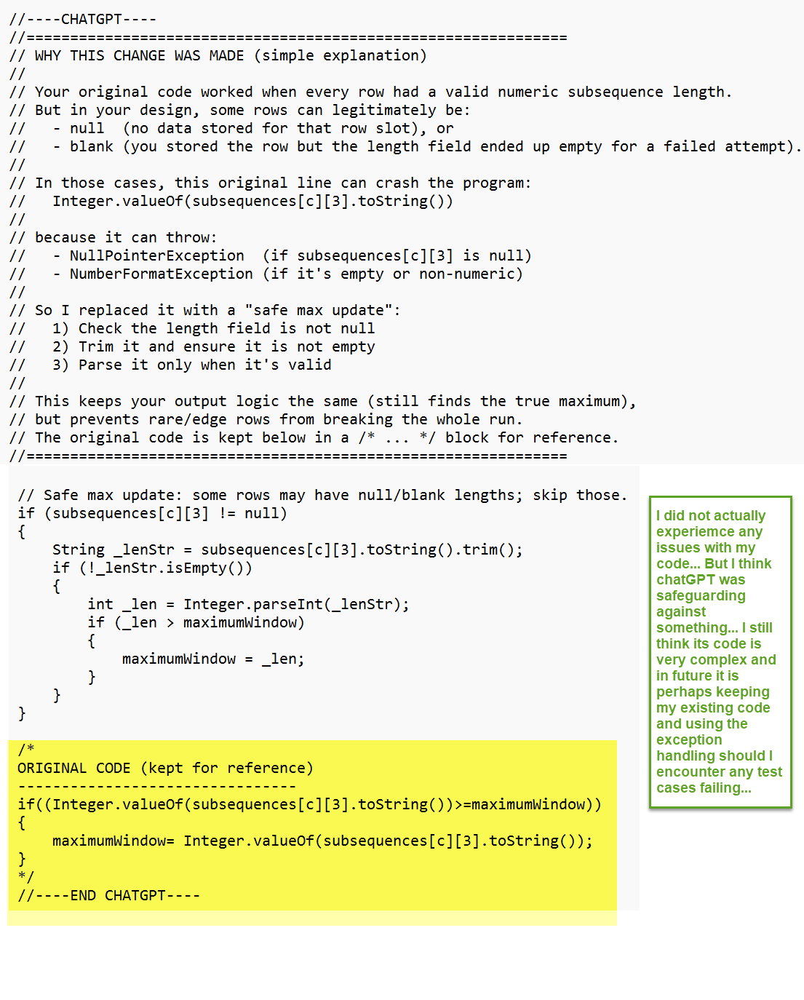 //----CHATGPT----
//==============================================================
// WHY THIS CHANGE WAS MADE (simple explanation)
//
// Your original code worked when every row had a valid numeric subsequence length.
// But in your design, some rows can legitimately be:
//   - null  (no data stored for that row slot), or
//   - blank (you stored the row but the length field ended up empty for a failed attempt).
//
// In those cases, this original line can crash the program:
//   Integer.valueOf(subsequences[c][3].toString())
//
// because it can throw:
//   - NullPointerException  (if subsequences[c][3] is null)
//   - NumberFormatException (if it's empty or non-numeric)
//
// So I replaced it with a "safe max update":
//   1) Check the length field is not null
//   2) Trim it and ensure it is not empty
//   3) Parse it only when it's valid
//
// This keeps your output logic the same (still finds the true maximum),
// but prevents rare/edge rows from breaking the whole run.
// The original code is kept below in a /* ... */ block for reference.
//==============================================================
// Safe max update: some rows may have null/blank lengths; skip those.
if (subsequences[c][3] != null)
{
    String _lenStr = subsequences[c][3].toString().trim();
    if (!_lenStr.isEmpty())
    {
        int _len = Integer.parseInt(_lenStr);
        if (_len > maximumWindow)
        {
            maximumWindow = _len;
        }
    }
}
/*
ORIGINAL CODE (kept for reference)
--------------------------------
if((Integer.valueOf(subsequences[c][3].toString())>=maximumWindow))
{
    maximumWindow= Integer.valueOf(subsequences[c][3].toString());
}
*/
//----END CHATGPT----
I did not actually
experiemce any
issues with my
code... But I think
chatGPT was
safeguarding
against
something... I still
think its code is
very complex and
in future it is
perhaps keeping
my existing code
and using the
exception
handling should I
encounter any test
cases failing...